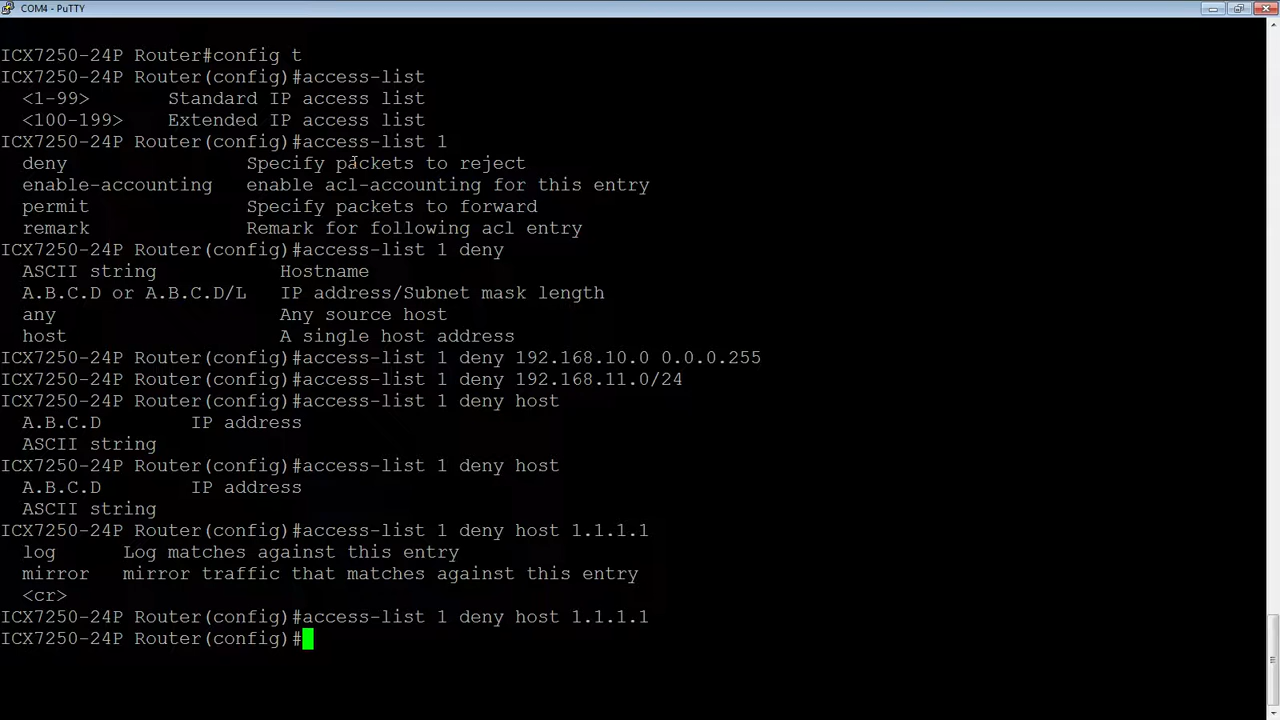 COM4 - PuTTY
ICX7250-24P Router#config t
ICX7250-24P Router(config)#access-list
<1-99>       Standard IP access list
<100-199>    Extended IP access list
ICX7250-24P Router(config)#access-list 1
deny                Specify packets to reject
enable-accounting   enable acl-accounting for this entry
permit              Specify packets to forward
remark              Remark for following acl entry
ICX7250-24P Router(config)#access-list 1 deny
ASCII string           Hostname
A.B.C.D or A.B.C.D/L   IP address/Subnet mask length
any                    Any source host
host                   A single host address
ICX7250-24P Router(config)#access-list 1 deny 192.168.10.0 0.0.0.255
ICX7250-24P Router(config)#access-list 1 deny 192.168.11.0/24
ICX7250-24P Router(config)#access-list 1 deny host
A.B.C.D        IP address
ASCII string
ICX7250-24P Router(config)#access-list 1 deny host
A.B.C.D        IP address
ASCII string
ICX7250-24P Router(config)#access-list 1 deny host 1.1.1.1
log      Log matches against this entry
mirror   mirror traffic that matches against this entry
<cr>
ICX7250-24P Router(config)#access-list 1 deny host 1.1.1.1
ICX7250-24P Router(config)#